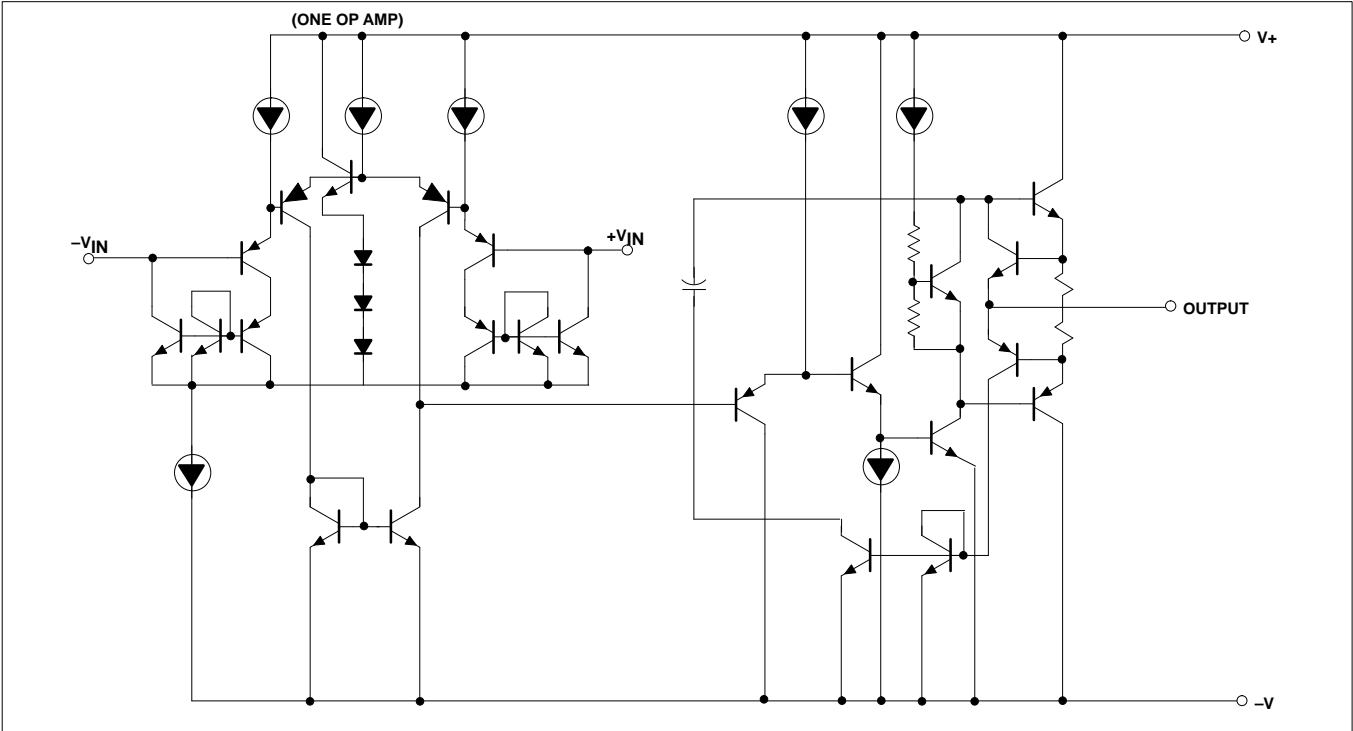 (ONE OP AMP)
V+
–VIN
+VIN
OUTPUT
–V